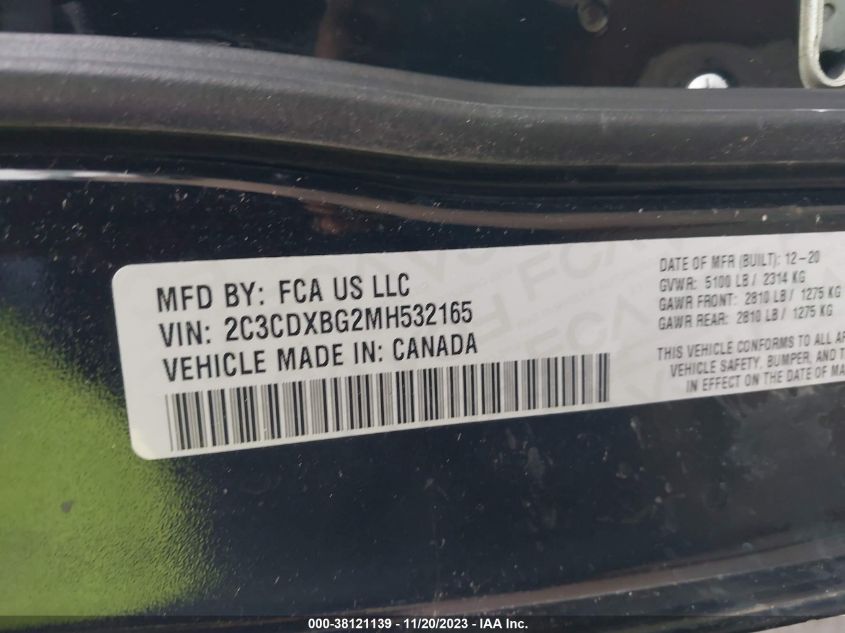 MFD BY: FCA US LLC
VIN: 2C3CDXBG2MH532165
VEHICLE MADE IN: CANADA
DATE OF MFR (BUILT): 12-20
GVWR: 5100 LB / 2314 KG
GAWR FRONT: 2810 LB / 1275 KG
GAWR REAR: 2810 LB / 1275 KG
THIS VEHICLE CONFORMS TO ALL
VEHICLE SAFETY, BUMPER, AND
IN EFFECT ON THE DATE OF
000-38121139 - 11/20/2023 - IAA Inc.